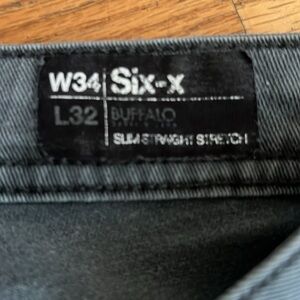 W34 Six-x
L32 BUFFALO
SLIM STRAIGHT STRETCH